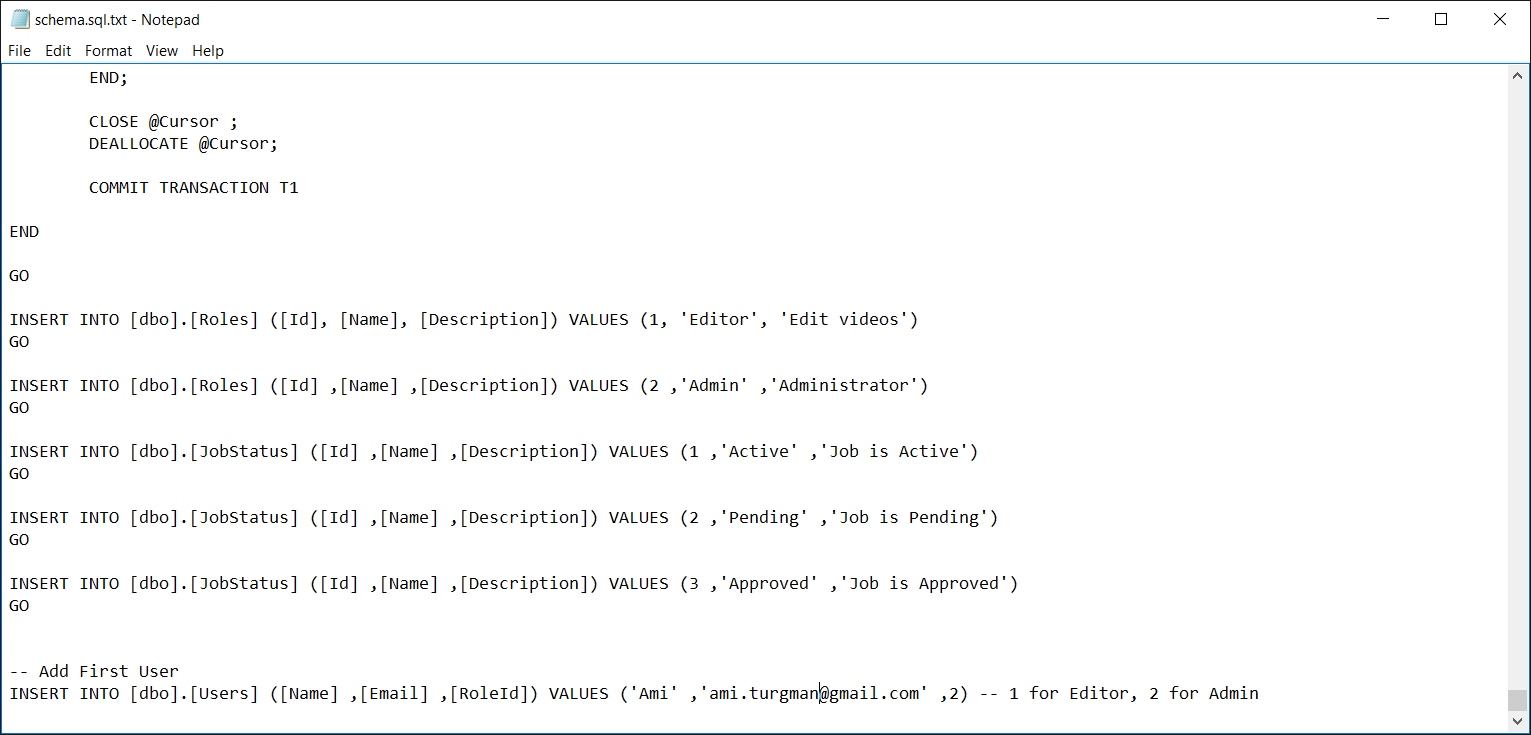 schema.sql.txt - Notepad
File Edit Format View Help
END;
CLOSE @Cursor ;
DEALLOCATE @Cursor;
COMMIT TRANSACTION T1
END
GO
INSERT INTO [dbo].[Roles] ([Id], [Name], [Description]) VALUES (1, 'Editor', 'Edit videos')
GO
INSERT INTO [dbo].[Roles] ([Id] ,[Name] ,[Description]) VALUES (2 ,'Admin' ,'Administrator')
GO
INSERT INTO [dbo].[JobStatus] ([Id] ,[Name] ,[Description]) VALUES (1 ,'Active' ,'Job is Active')
GO
INSERT INTO [dbo].[JobStatus] ([Id] ,[Name] ,[Description]) VALUES (2 ,'Pending' ,'Job is Pending')
GO
INSERT INTO [dbo].[JobStatus] ([Id] ,[Name] ,[Description]) VALUES (3 ,'Approved' ,'Job is Approved')
GO
-- Add First User
INSERT INTO [dbo].[Users] ([Name] ,[Email] ,[RoleId]) VALUES ('Ami' ,'ami.turgman@gmail.com' ,2) -- 1 for Editor, 2 for Admin